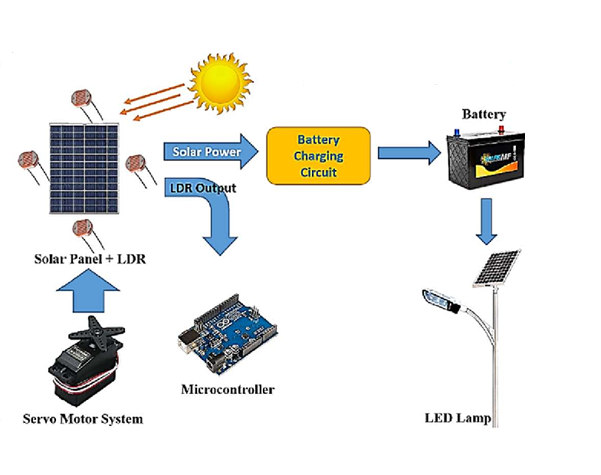 Battery
Solar Power
Battery
Charging
Circuit
LDR Output
Solar Panel + LDR
Microcontroller
Servo Motor System
LED Lamp